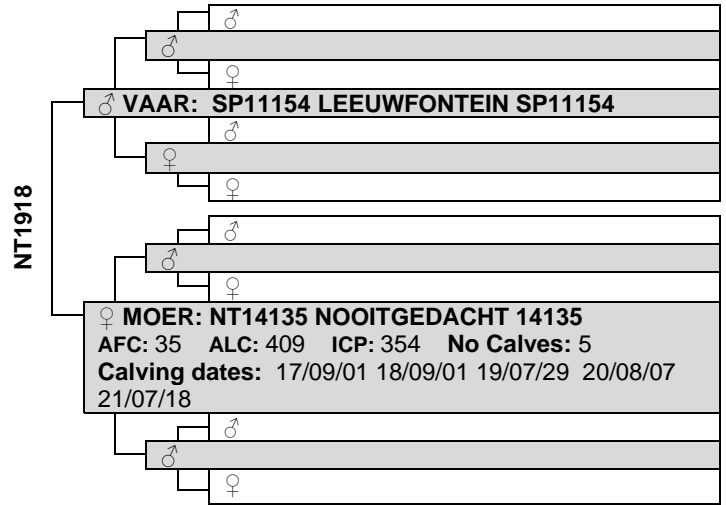 ♂
♂
♀
♂ VAAR: SP11154 LEEUWFONTEIN SP11154
♂
♀
♀
NT1918
♂
♂
♀
♀ MOER: NT14135 NOOITGEDACHT 14135
AFC: 35 ALC: 409 ICP: 354 No Calves: 5
Calving dates: 17/09/01 18/09/01 19/07/29 20/08/07
21/07/18
♂
♂
♀